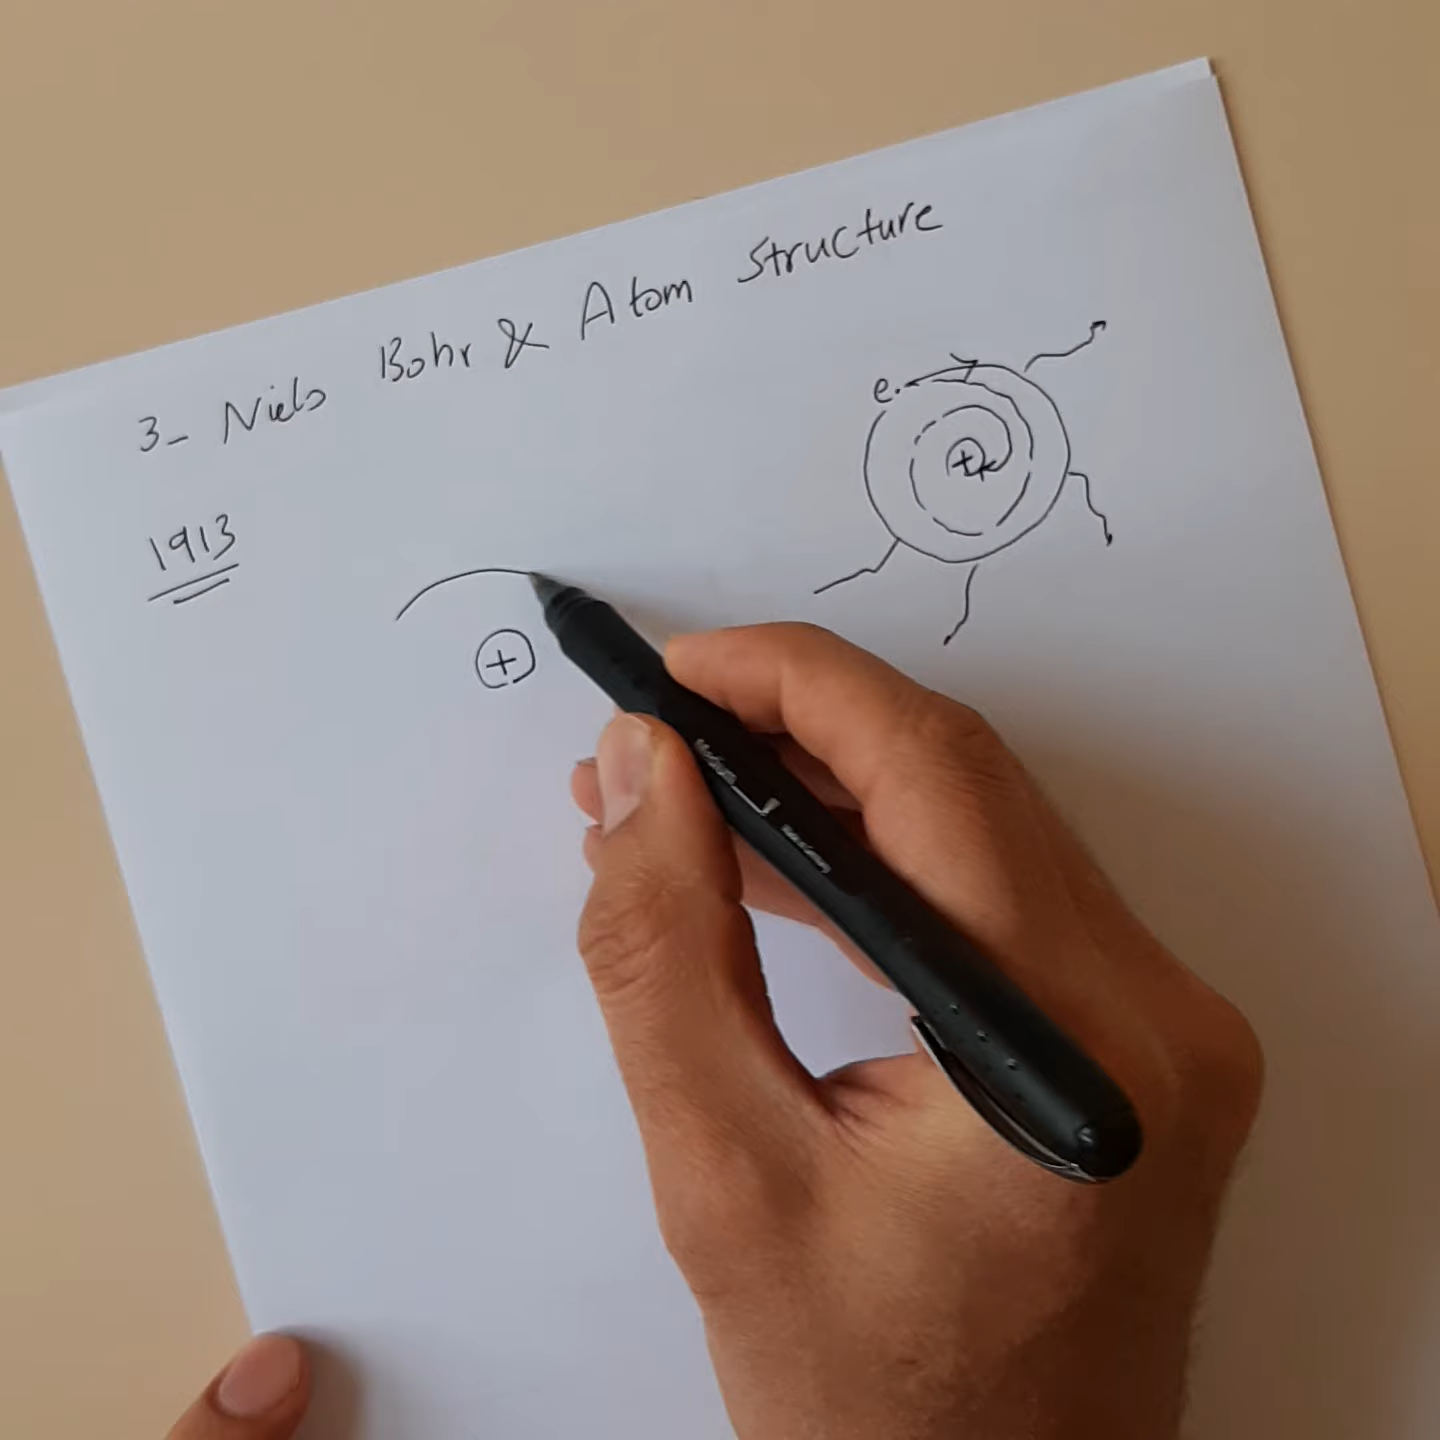 3- Niels Bohr & Atom Structure
e.
+
1913
+